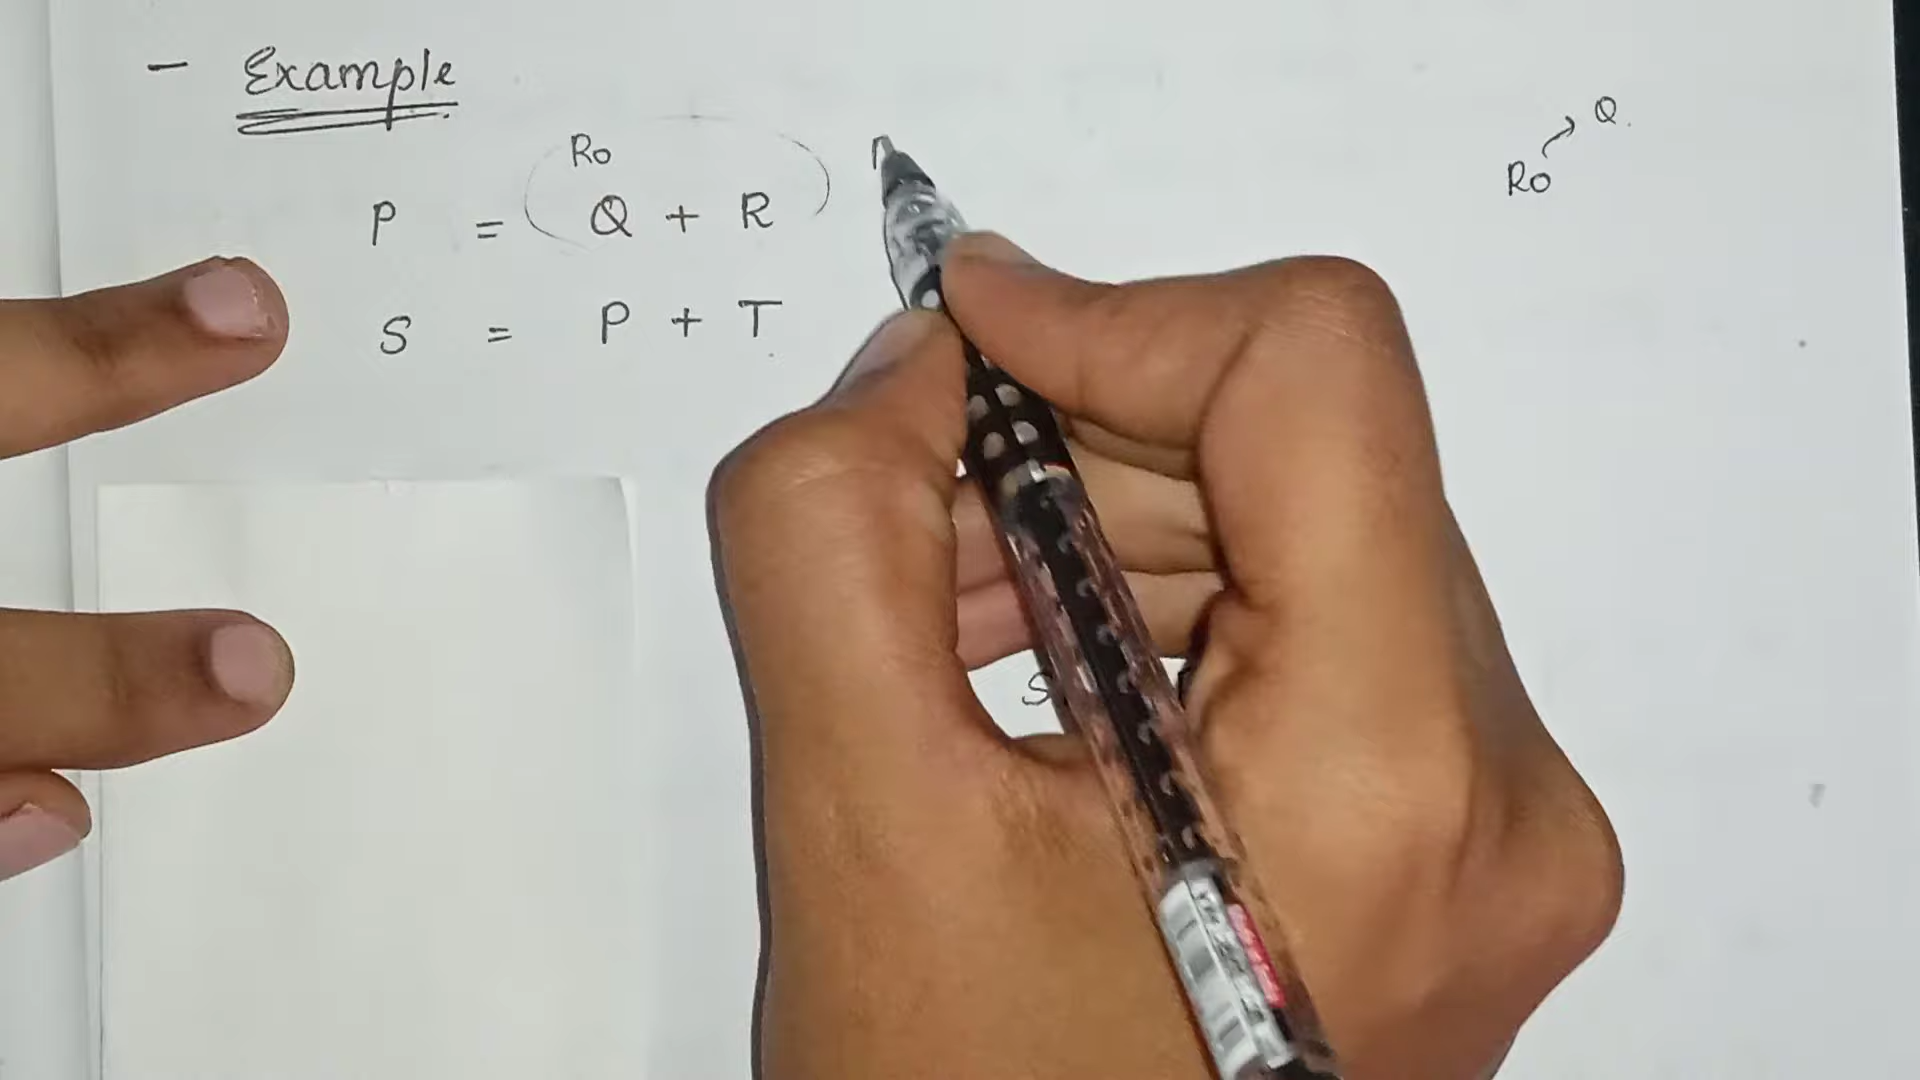 - Example
Ro
P = Q + R
S = P + T
Q.
Ro
S